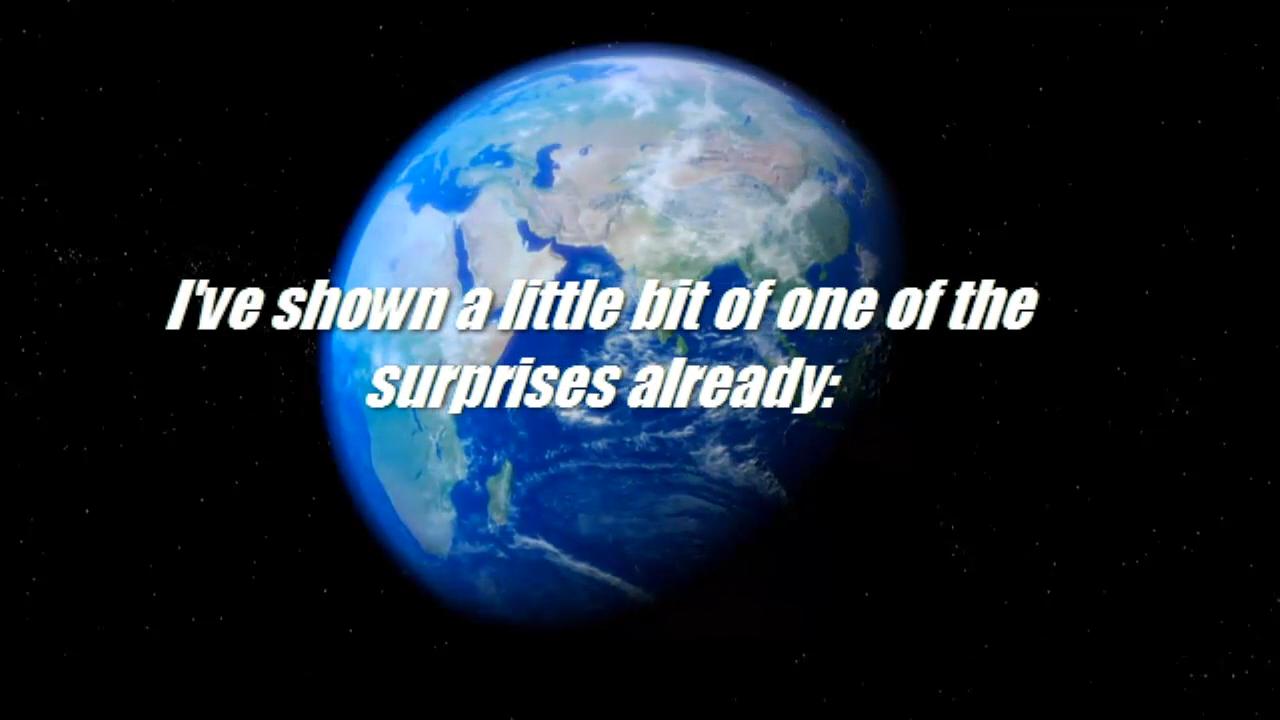 I've shown a little bit of one of the
surprises already: